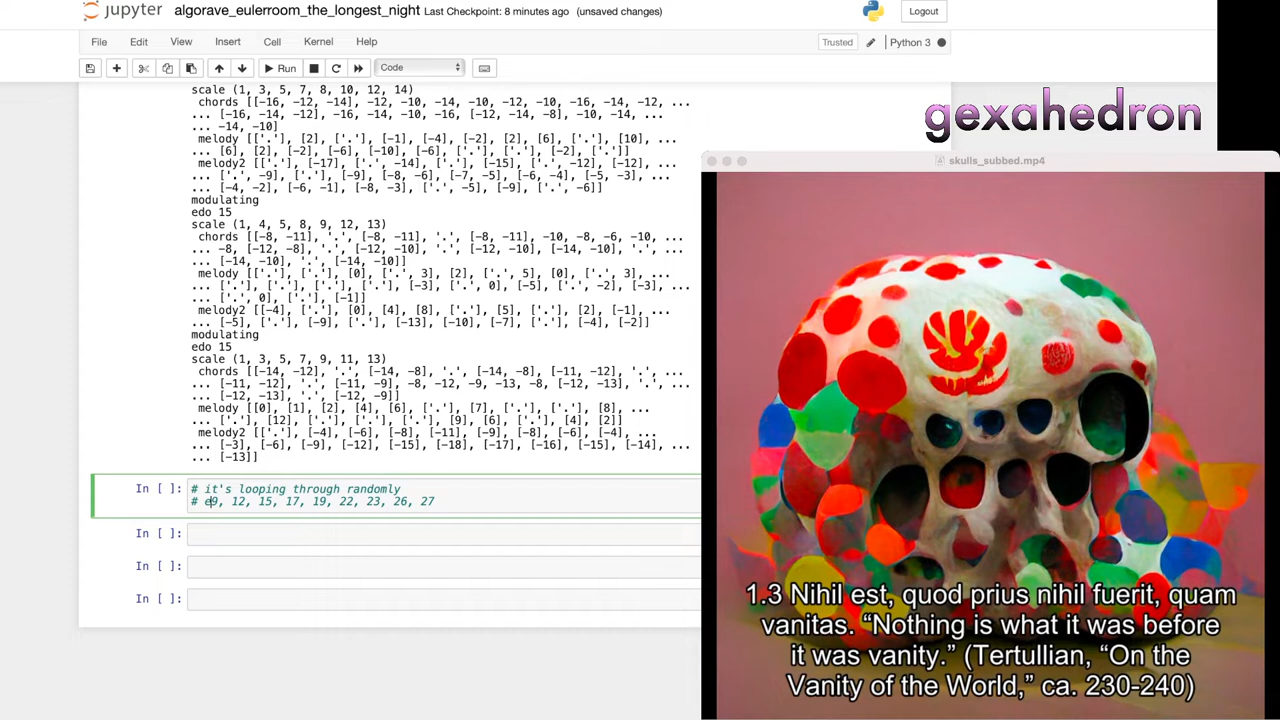 jupyter algorave_eulerroom_the_longest_night Last Checkpoint: 8 minutes ago (unsaved changes) Logout
File Edit View Insert Cell Kernel Help Trusted Python 3
Run Code
scale (1, 3, 5, 7, 8, 10, 12, 14)
chords [[-16, -12, -14], -12, -10, -14, -10, -12, -10, -16, -14, -12, ...
... [-16, -14, -12], -16, -14, -10, -16, -12, [-12, -14, -8], -10, -14, ...
... -14, -10]
melody [['.'], [2], ['.'], [-1], [-4], [-2], [2], [6], ['.'], [10], ...
... [6], [2], [-2], [-6], [-10], [-6], ['.'], ['.'], [-2], ['.']]
melody2 [['.'], [-17], ['.', -14], ['.'], [-15], ['.', -12], [-12], ...
... ['.', -9], ['.'], [-9], [-8, -6], [-7, -5], [-6, -4], [-5, -3], ...
... [-4, -2], [-6, -1], [-8, -3], ['.', -5], [-9], ['.', -6]]
modulating
edo 15
scale (1, 4, 5, 8, 9, 12, 13)
chords [[-8, -11], '.', [-8, -11], '.', [-8, -11], -10, -8, -6, -10, ...
... -8, [-12, -8], '.', [-12, -10], '.', [-12, -10], [-14, -10], '.', ...
... [-14, -10], '.', [-14, -10]]
melody [['.'], ['.'], [0], ['.', 3], [2], ['.', 5], [0], ['.', 3], ...
... ['.'], ['.'], ['.'], ['.'], [-3], ['.', 0], [-5], ['.', -2], [-3], ...
... ['.', 0], ['.'], [-1]]
melody2 [[-4], ['.'], [0], [4], [8], ['.'], [5], ['.'], [2], [-1], ...
... [-5], ['.'], [-9], ['.'], [-13], [-10], [-7], ['.'], [-4], [-2]]
modulating
edo 15
scale (1, 3, 5, 7, 9, 11, 13)
chords [[-14, -12], '.', [-14, -8], '.', [-14, -8], [-11, -12], '.', ...
... [-11, -12], '.', [-11, -9], -8, -12, -9, -13, -8, [-12, -13], '.', ...
... [-12, -13], '.', [-11, -9]]
melody [[0], [1], [2], [4], [6], ['.'], [7], ['.'], ['.'], [8], ...
... ['.'], [12], ['.'], ['.'], ['.'], [9], [6], ['.'], [4], [2]]
melody2 [['.'], [-4], [-6], [-8], [-11], [-9], [-8], [-6], [-4], ...
... [-3], [-6], [-9], [-12], [-15], [-18], [-17], [-16], [-15], [-14], ...
... [-13]]
In [ ]: # it's looping through randomly
# e9, 12, 15, 17, 19, 22, 23, 26, 27
In [ ]:
In [ ]:
In [ ]:
gexahedron
skulls_subbed.mp4
1.3 Nihil est, quod prius nihil fuerit, quam
vanitas. “Nothing is what it was before
it was vanity.” (Tertullian, “On the
Vanity of the World,” ca. 230-240)